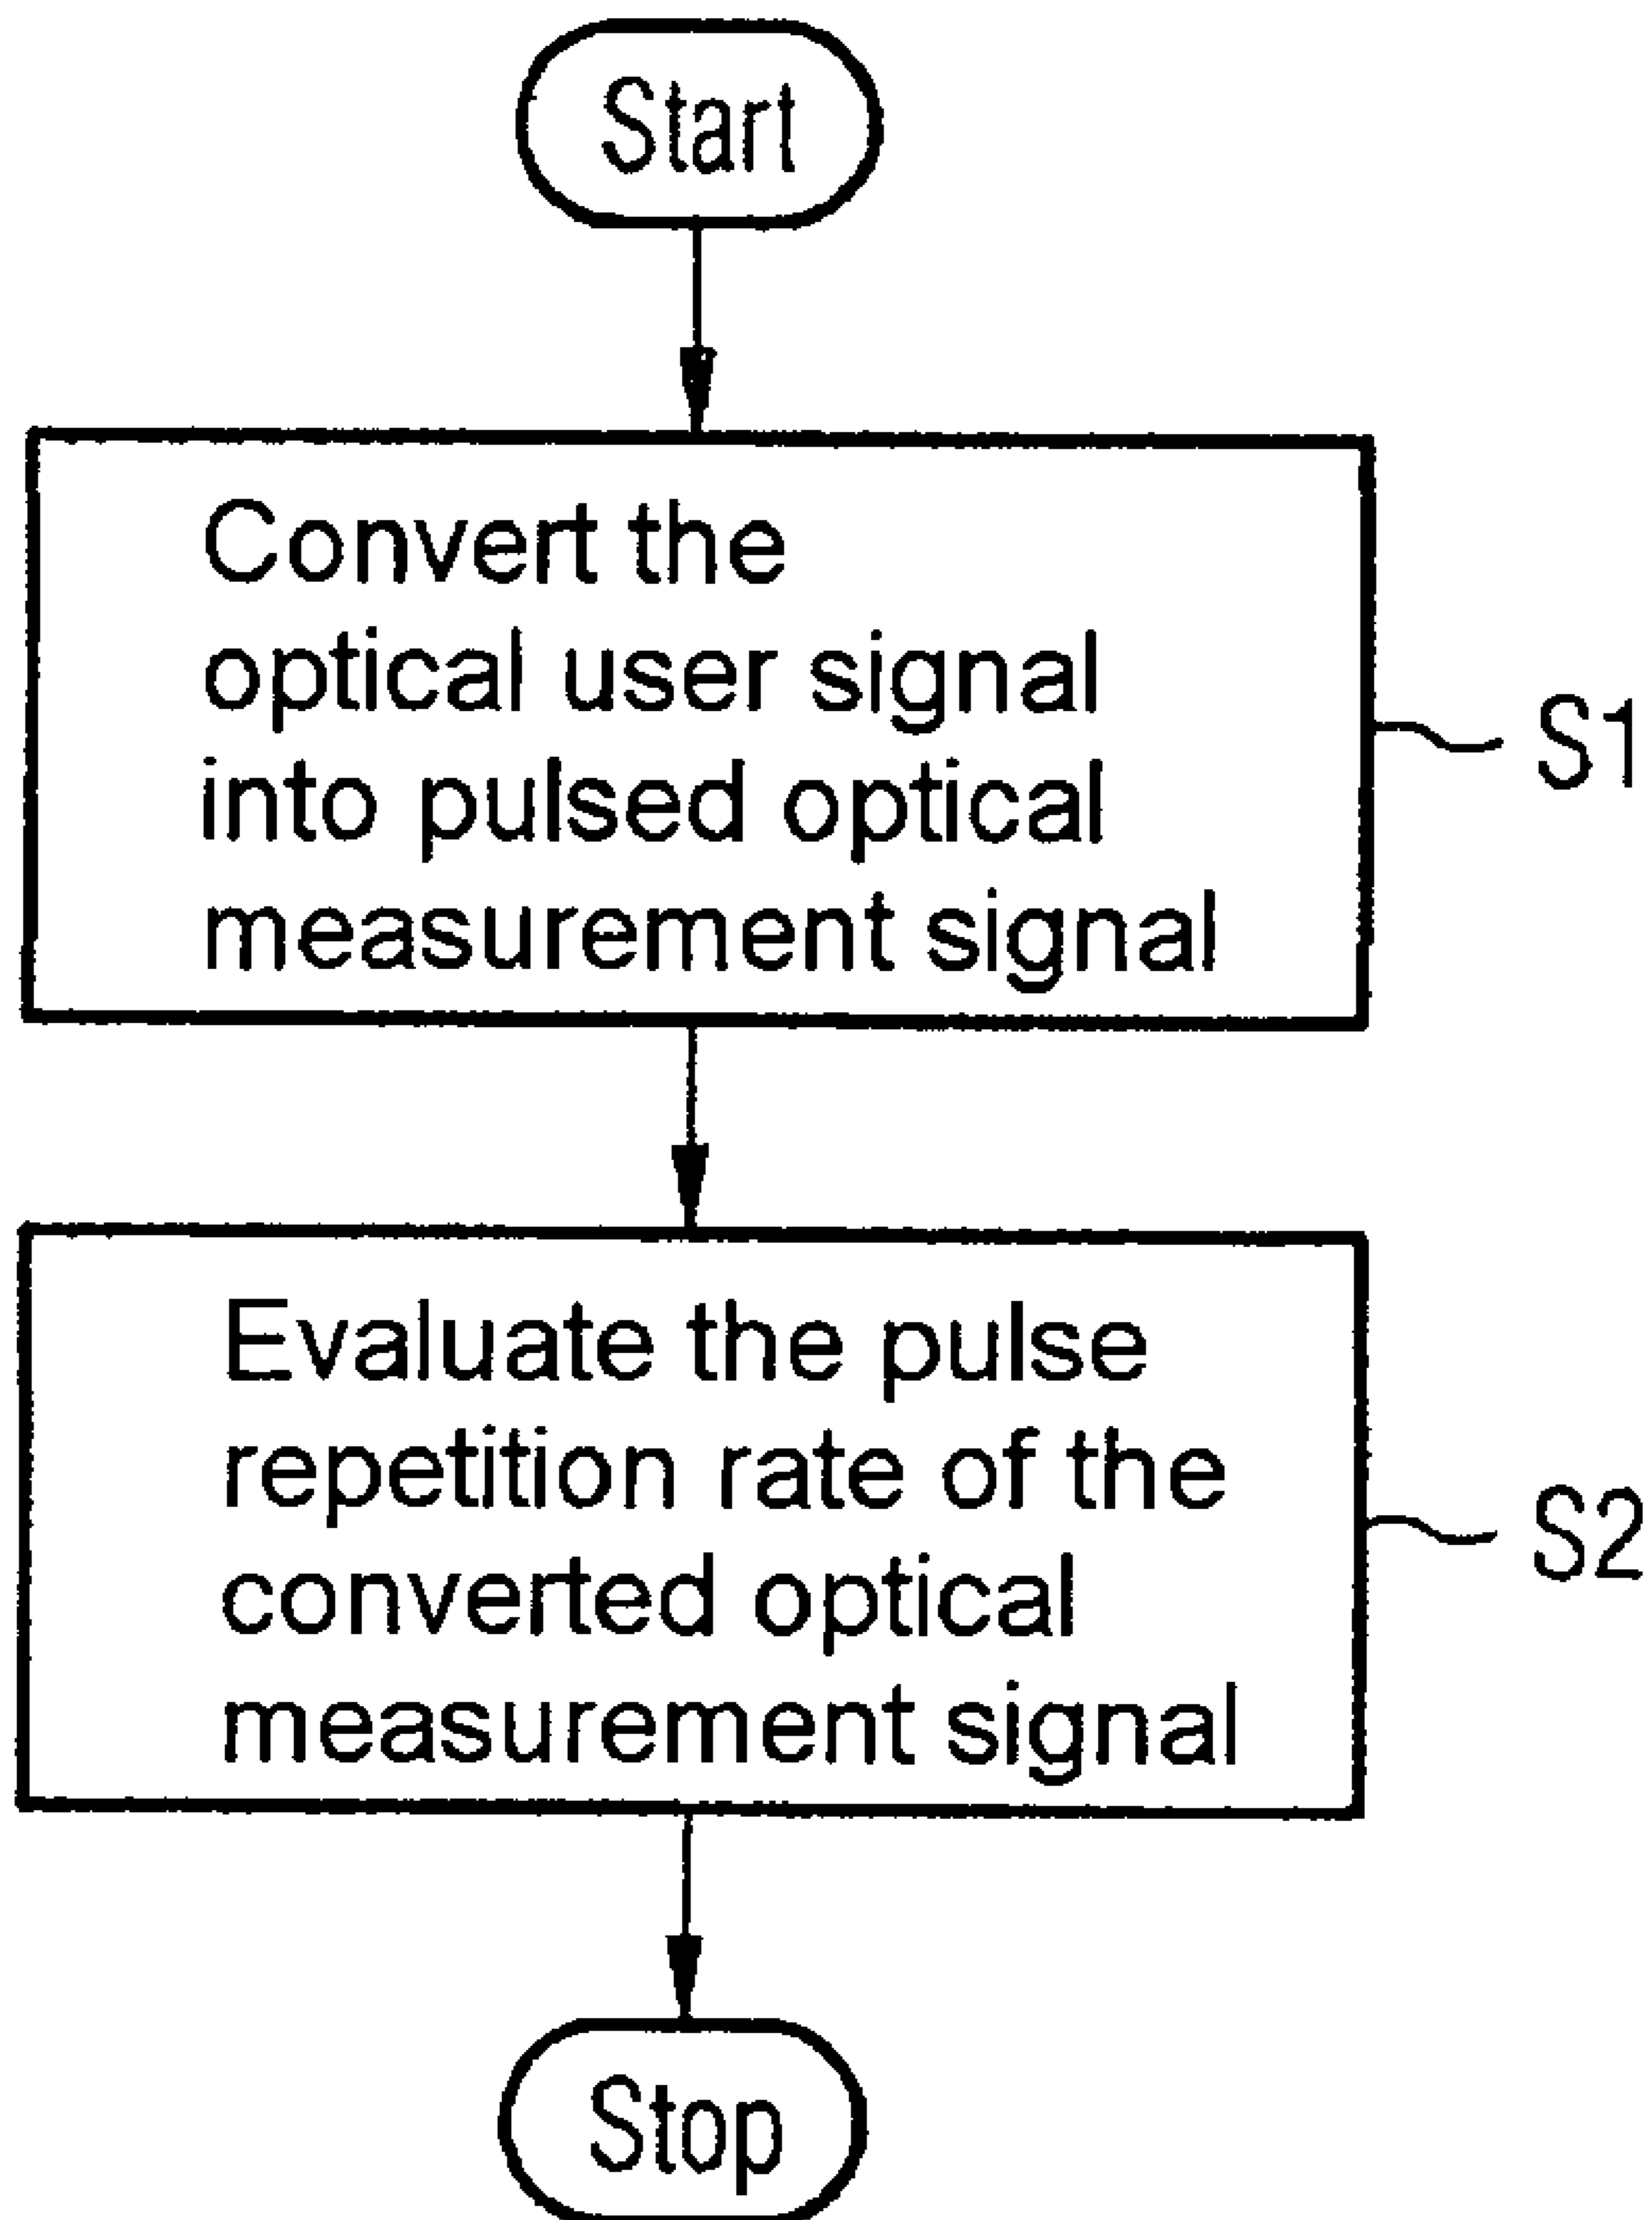 Start
Convert the
optical user signal
into pulsed optical
measurement signal
S1
Evaluate the pulse
repetition rate of the
converted optical
measurement signal
S2
Stop